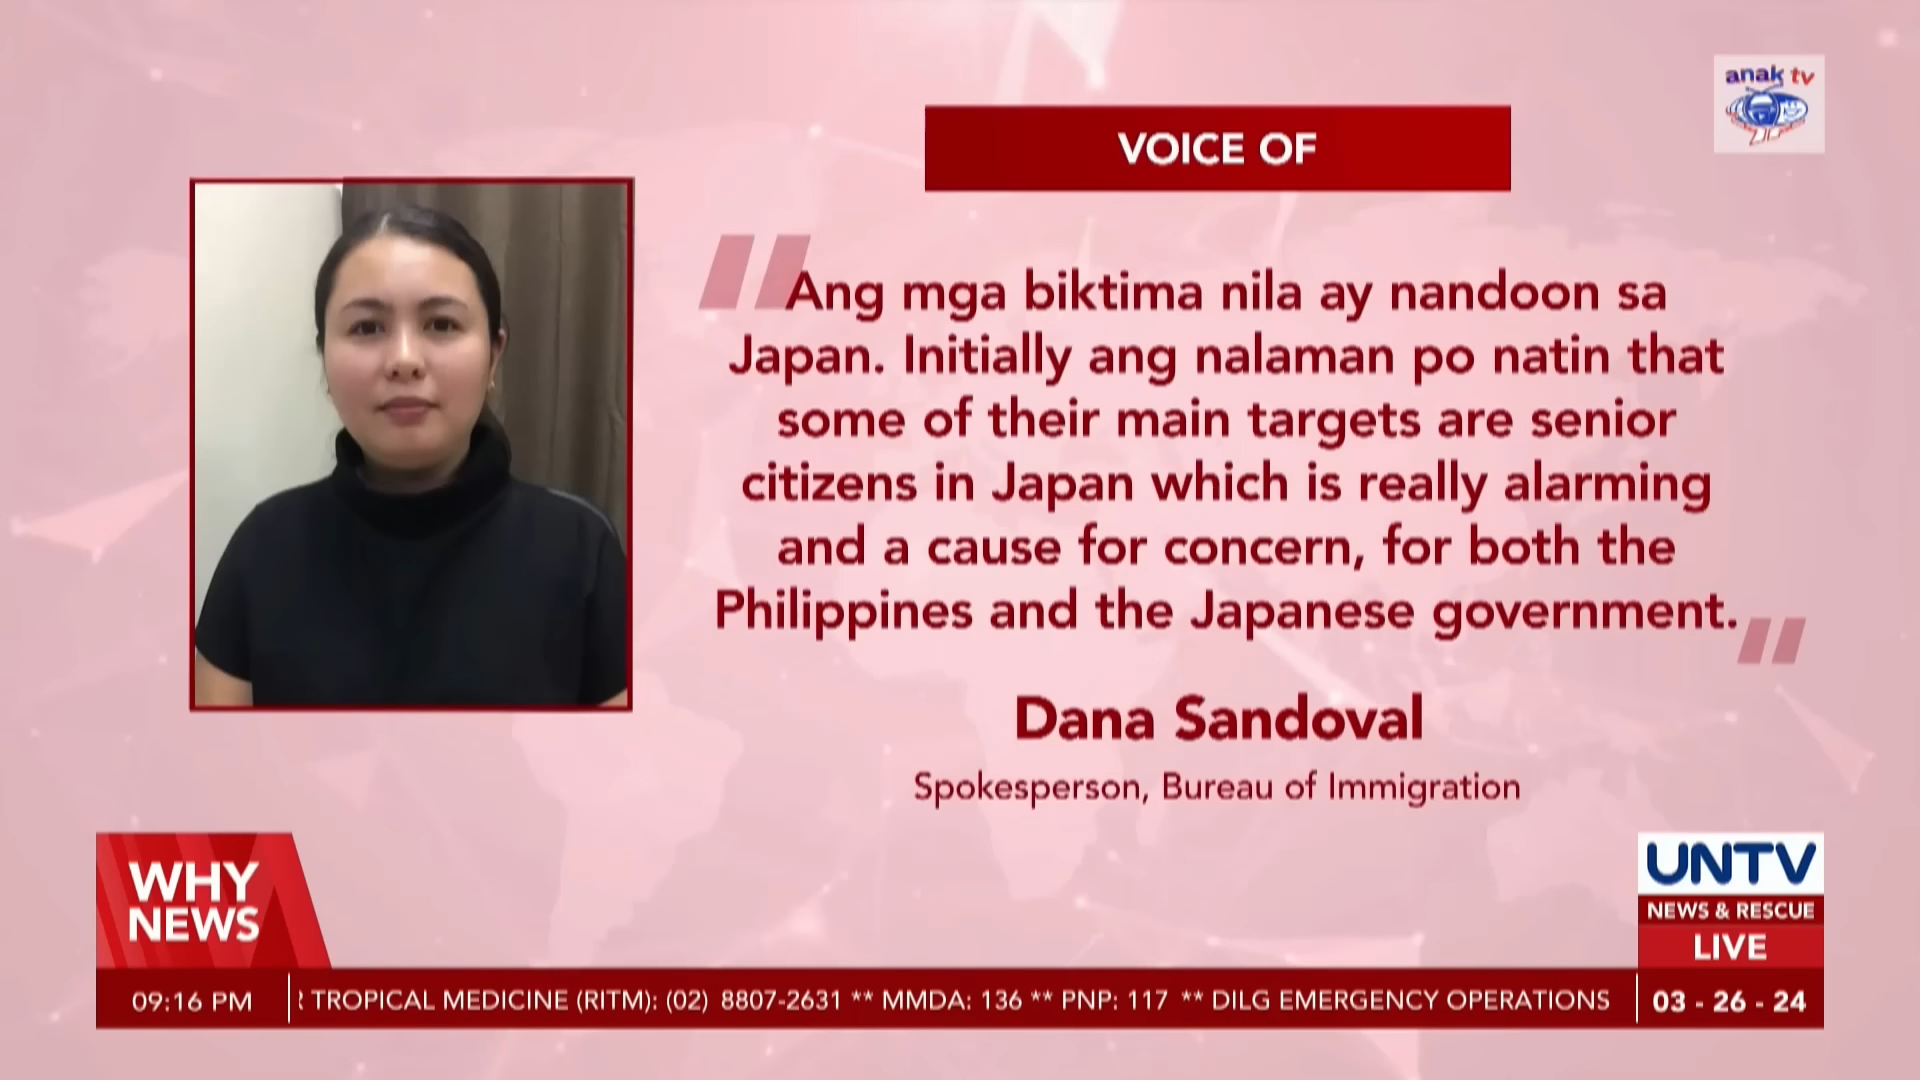 anak tv
VOICE OF
"Ang mga biktima nila ay nandoon sa
Japan. Initially ang nalaman po natin that
some of their main targets are senior
citizens in Japan which is really alarming
and a cause for concern, for both the
Philippines and the Japanese government."
Dana Sandoval
Spokesperson, Bureau of Immigration
WHY
NEWS
UNTV
NEWS & RESCUE
LIVE
09:16 PM
TROPICAL MEDICINE (RITM): (02) 8807-2631 ** MMDA: 136 ** PNP: 117 ** DILG EMERGENCY OPERATIONS
03 - 26 - 24